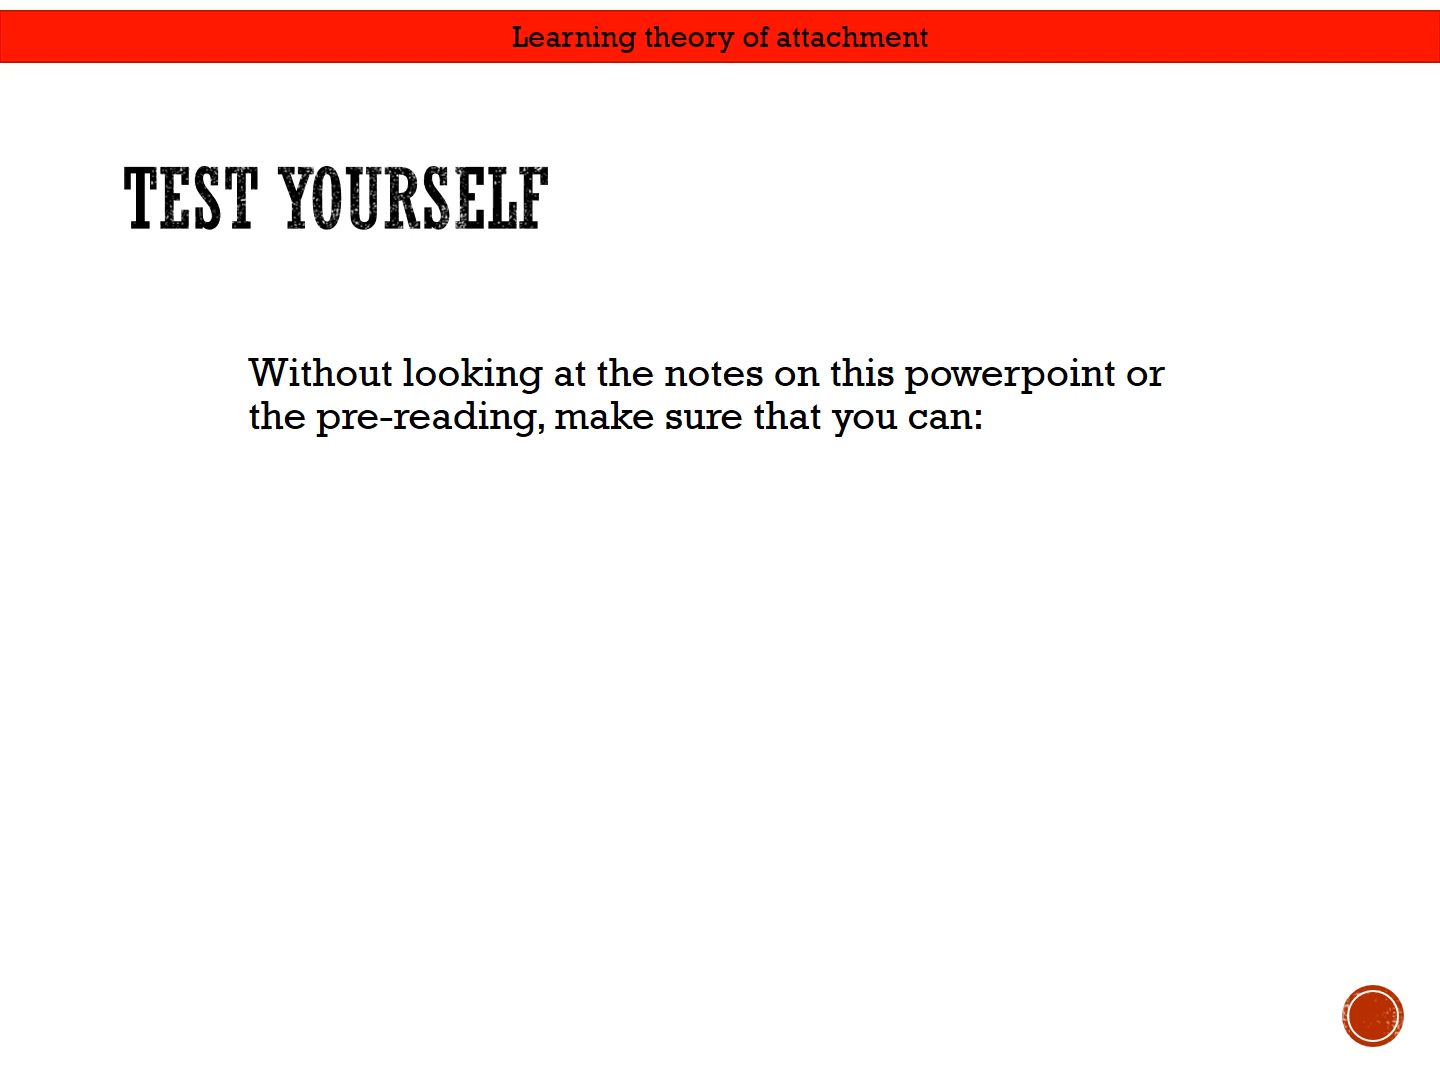 Learning theory of attachment
TEST YOURSELF
Without looking at the notes on this powerpoint or
the pre-reading, make sure that you can: